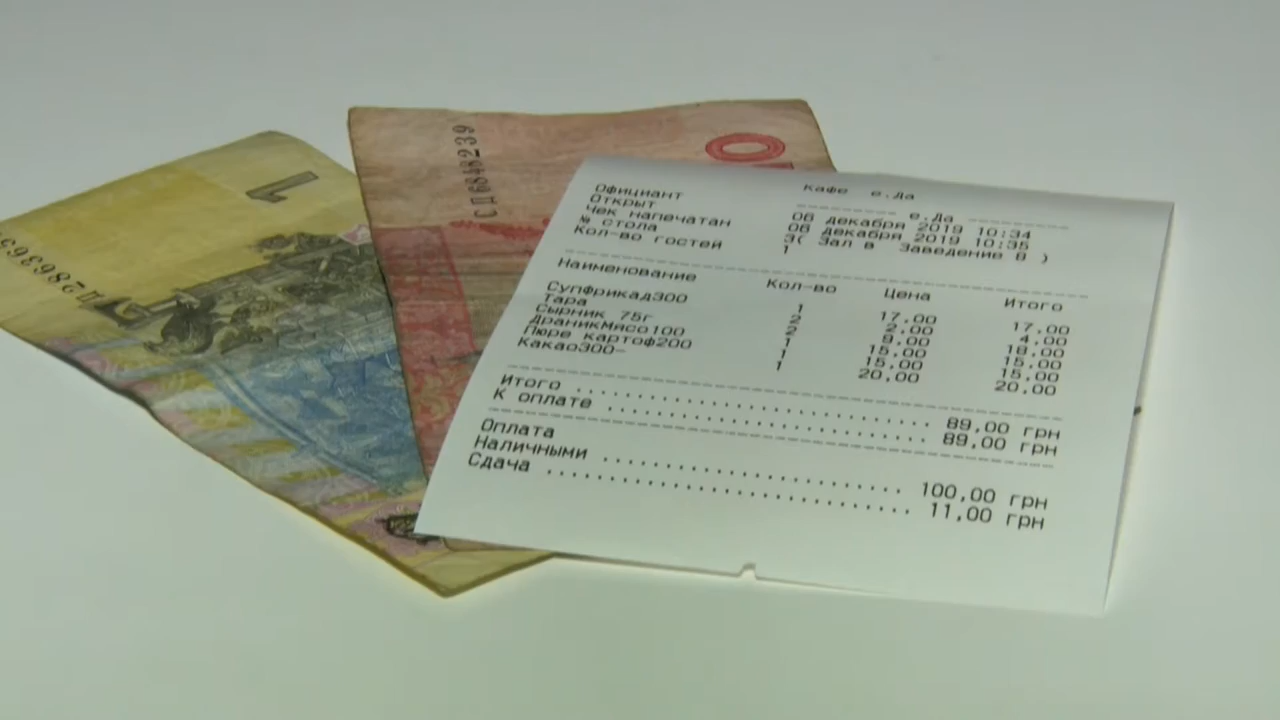 1
СД6848239
10
кафе е.да
Официант е.да
Открыт 06 декабря 2019 10:34
Чек напечатан 06 декабря 2019 10:35
№ стола 3( Зал в Заведение 8 )
Кол-во гостей 1
Наименование Кол-во Цена Итого
Супфрикад300 1 17,00 17,00
Тара 2 2,00 4,00
Сырник 75г 2 9,00 18,00
ДраникМясо100 1 15,00 15,00
Пюре картоф200 1 15,00 15,00
Какао300- 1 20,00 20,00
Итого .............................. 89,00 грн
К оплате ........................... 89,00 грн
Оплата
Наличными ......................... 100,00 грн
Сдача .............................. 11,00 грн